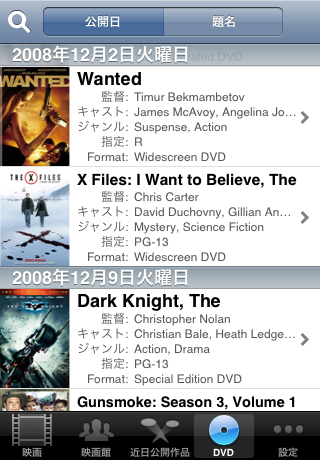 公開日
題名
2008年12月2日火曜日
WANTED
Wanted
監督: Timur Bekmambetov
キャスト: James McAvoy, Angelina Jo…
ジャンル: Suspense, Action
指定: R
Format: Widescreen DVD
THE X FILES
X Files: I Want to Believe, The
監督: Chris Carter
キャスト: David Duchovny, Gillian An…
ジャンル: Mystery, Science Fiction
指定: PG-13
Format: Widescreen DVD
2008年12月9日火曜日
Dark Knight, The
監督: Christopher Nolan
キャスト: Christian Bale, Heath Ledge…
ジャンル: Action, Drama
指定: PG-13
Format: Special Edition DVD
Gunsmoke: Season 3, Volume 1
映画
映画館
近日公開作品
DVD
設定